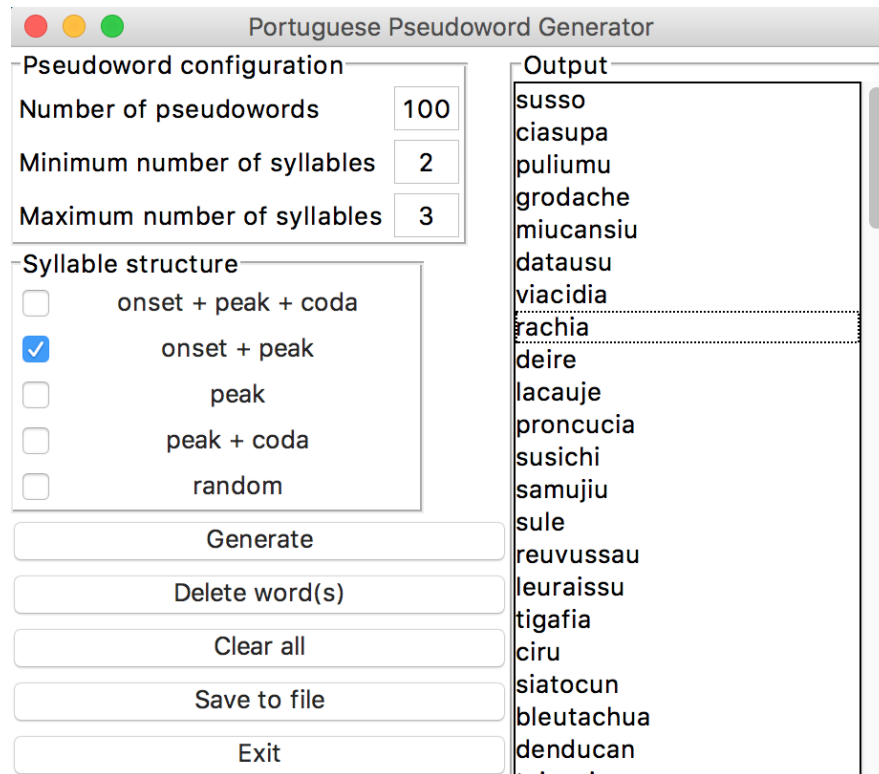 Portuguese Pseudoword Generator
Pseudoword configuration
Number of pseudowords 100
Minimum number of syllables 2
Maximum number of syllables 3
Syllable structure
onset + peak + coda
onset + peak
peak
peak + coda
random
Generate
Delete word(s)
Clear all
Save to file
Exit
Output
susso
ciasupa
puliumu
grodache
miucansiu
datausu
viacidia
rachia
deire
lacauje
proncucia
susichi
samujiu
sule
reuvussau
leuraissu
tigafia
ciru
siatocun
bleutachua
denducan